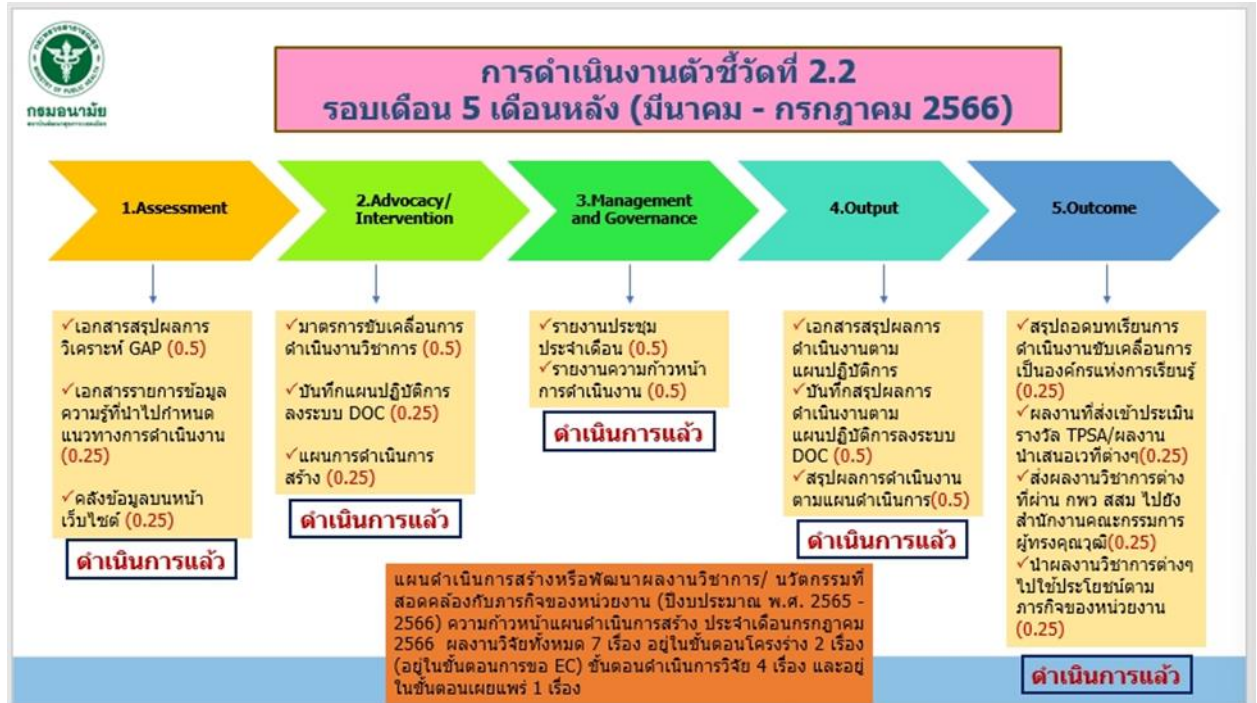 กรมอนามัย
การดำเนินงานตัวชี้วัดที่ 2.2
รอบเดือน 5 เดือนหลัง (มีนาคม - กรกฎาคม 2566)
1.Assessment
2.Advocacy/
Intervention
3.Management
and Governance
4.Output
5.Outcome
✓เอกสารสรุปผลการ
วิเคราะห์ GAP (0.5)
✓เอกสารรายการข้อมูล
ความรู้ที่นำไปกำหนด
แนวทางการดำเนินงาน
(0.25)
✓คลังข้อมูลบนหน้า
เว็บไซต์ (0.25)
ดำเนินการแล้ว
✓มาตรการขับเคลื่อนการ
ดำเนินงานวิชาการ (0.5)
✓บันทึกแผนปฏิบัติการ
ลงระบบ DOC (0.25)
✓แผนการดำเนินการ
สร้าง (0.25)
ดำเนินการแล้ว
✓รายงานประชุม
ประจำเดือน (0.5)
✓รายงานความก้าวหน้า
การดำเนินงาน (0.5)
ดำเนินการแล้ว
✓เอกสารสรุปผลการ
ดำเนินงานตาม
แผนปฏิบัติการ
✓บันทึกสรุปผลการ
ดำเนินงานตาม
แผนปฏิบัติการลงระบบ
DOC (0.5)
✓สรุปผลการดำเนินงาน
ตามแผนดำเนินการ(0.5)
ดำเนินการแล้ว
✓สรุปถอดบทเรียนการ
ดำเนินงานขับเคลื่อนการ
เป็นองค์กรแห่งการเรียนรู้
(0.25)
✓ผลงานที่ส่งเข้าประเมิน
รางวัล TPSA/ผลงาน
นำเสนอเวทีต่างๆ(0.25)
✓ส่งผลงานวิชาการต่าง
ที่ผ่าน กพว สสม ไปยัง
สำนักงานคณะกรรมการ
ผู้ทรงคุณวุฒิ(0.25)
✓นำผลงานวิชาการต่างๆ
ไปใช้ประโยชน์ตาม
ภารกิจของหน่วยงาน
(0.25)
ดำเนินการแล้ว
แผนดำเนินการสร้างหรือพัฒนาผลงานวิชาการ/ นวัตกรรมที่
สอดคล้องกับภารกิจของหน่วยงาน (ปีงบประมาณ พ.ศ. 2565 -
2566) ความก้าวหน้าแผนดำเนินการสร้าง ประจำเดือนกรกฎาคม
2566 ผลงานวิจัยทั้งหมด 7 เรื่อง อยู่ในขั้นตอนโครงร่าง 2 เรื่อง
(อยู่ในขั้นตอนการขอ EC) ขั้นตอนดำเนินการวิจัย 4 เรื่อง และอยู่
ในขั้นตอนเผยแพร่ 1 เรื่อง